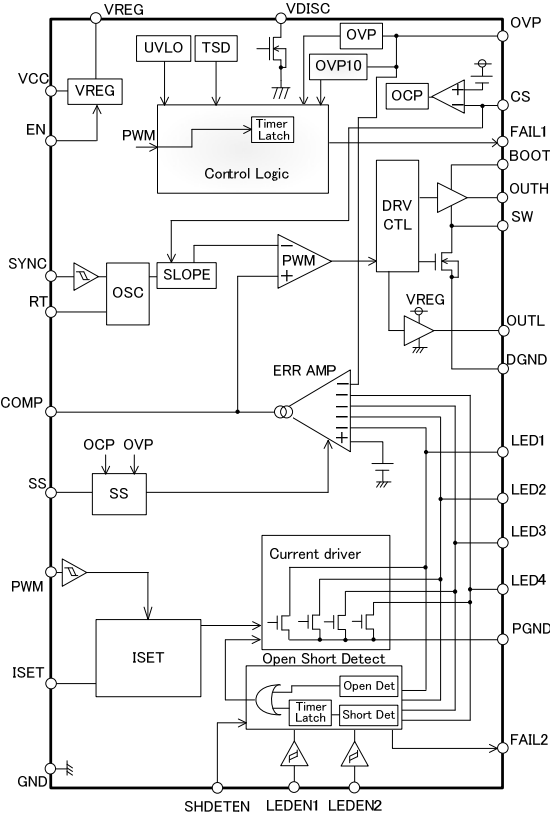 VREG
VDISC
OVP
UVLO
TSD
OVP
OVP10
VCC
VREG
OCP
CS
EN
PWM
Timer
Latch
FAIL1
BOOT
Control Logic
DRV
CTL
OUTH
SW
SYNC
SLOPE
PWM
OSC
RT
VREG
OUTL
DGND
ERR AMP
COMP
LED1
OCP
OVP
SS
SS
LED2
LED3
Current driver
PWM
LED4
PGND
ISET
ISET
Open Short Detect
Open Det
Timer
Latch
Short Det
FAIL2
GND
SHDETEN
LEDEN1
LEDEN2